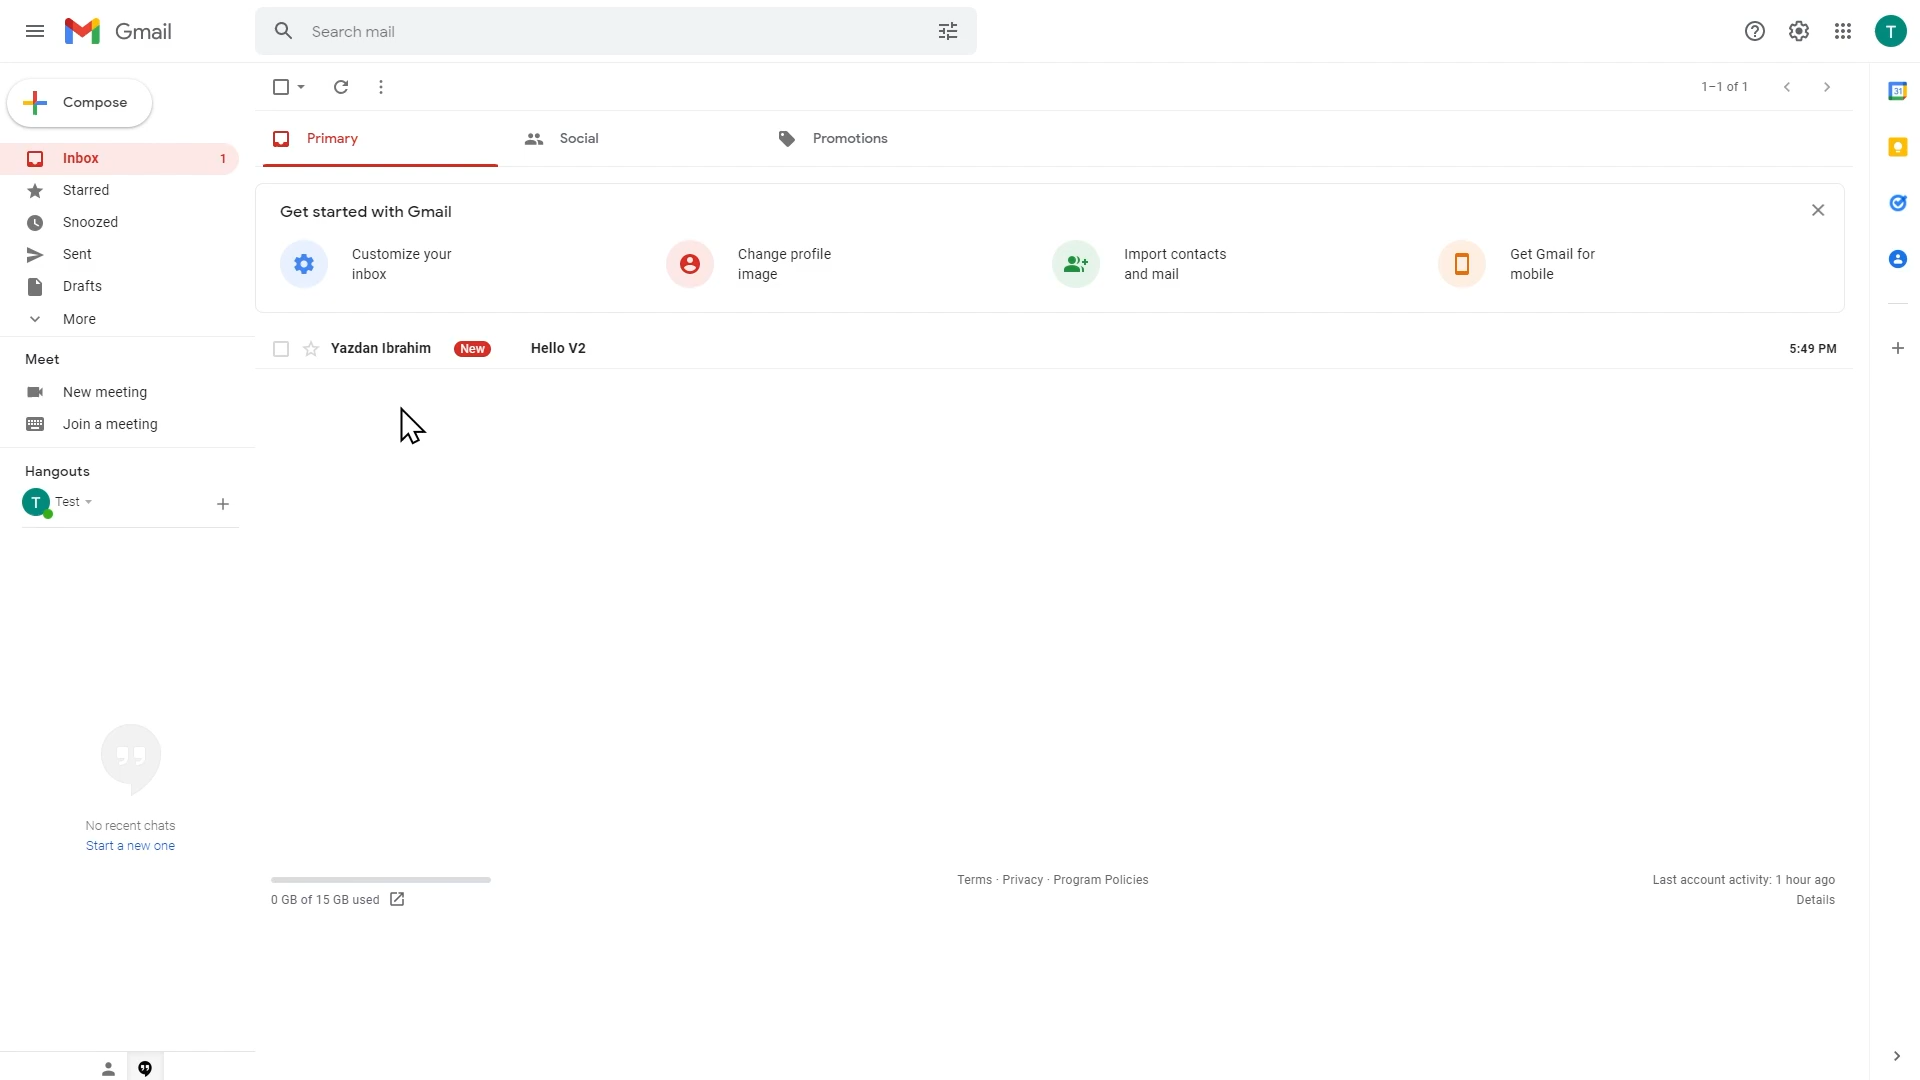 Gmail
Search mail
T
Compose
1–1 of 1
31
Primary
Social
Promotions
Inbox 1
Starred
Snoozed
Sent
Drafts
More
Get started with Gmail
Customize your
inbox
Change profile
image
Import contacts
and mail
Get Gmail for
mobile
Yazdan Ibrahim New Hello V2 5:49 PM
Meet
New meeting
Join a meeting
Hangouts
T Test
No recent chats
Start a new one
0 GB of 15 GB used
Terms · Privacy · Program Policies
Last account activity: 1 hour ago
Details